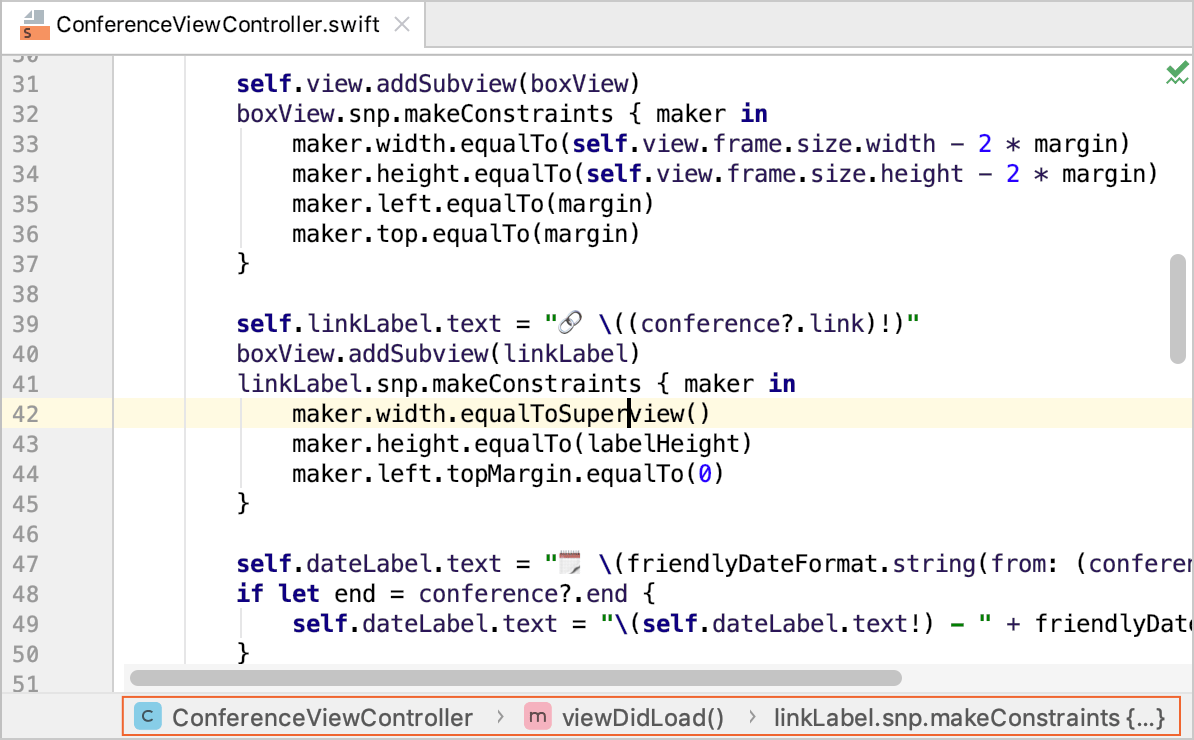 ConferenceViewController.swift
31 self.view.addSubview(boxView)
32 boxView.snp.makeConstraints { maker in
33 maker.width.equalTo(self.view.frame.size.width - 2 * margin)
34 maker.height.equalTo(self.view.frame.size.height - 2 * margin)
35 maker.left.equalTo(margin)
36 maker.top.equalTo(margin)
37 }
38
39 self.linkLabel.text = "🔗 \((conference?.link)!)"
40 boxView.addSubview(linkLabel)
41 linkLabel.snp.makeConstraints { maker in
42 maker.width.equalToSuperview()
43 maker.height.equalTo(labelHeight)
44 maker.left.topMargin.equalTo(0)
45 }
46
47 self.dateLabel.text = "🗓 \(friendlyDateFormat.string(from: (conferen
48 if let end = conference?.end {
49 self.dateLabel.text = "\(self.dateLabel.text!) - " + friendlyDate
50 }
51
C ConferenceViewController › m viewDidLoad() › linkLabel.snp.makeConstraints {...}